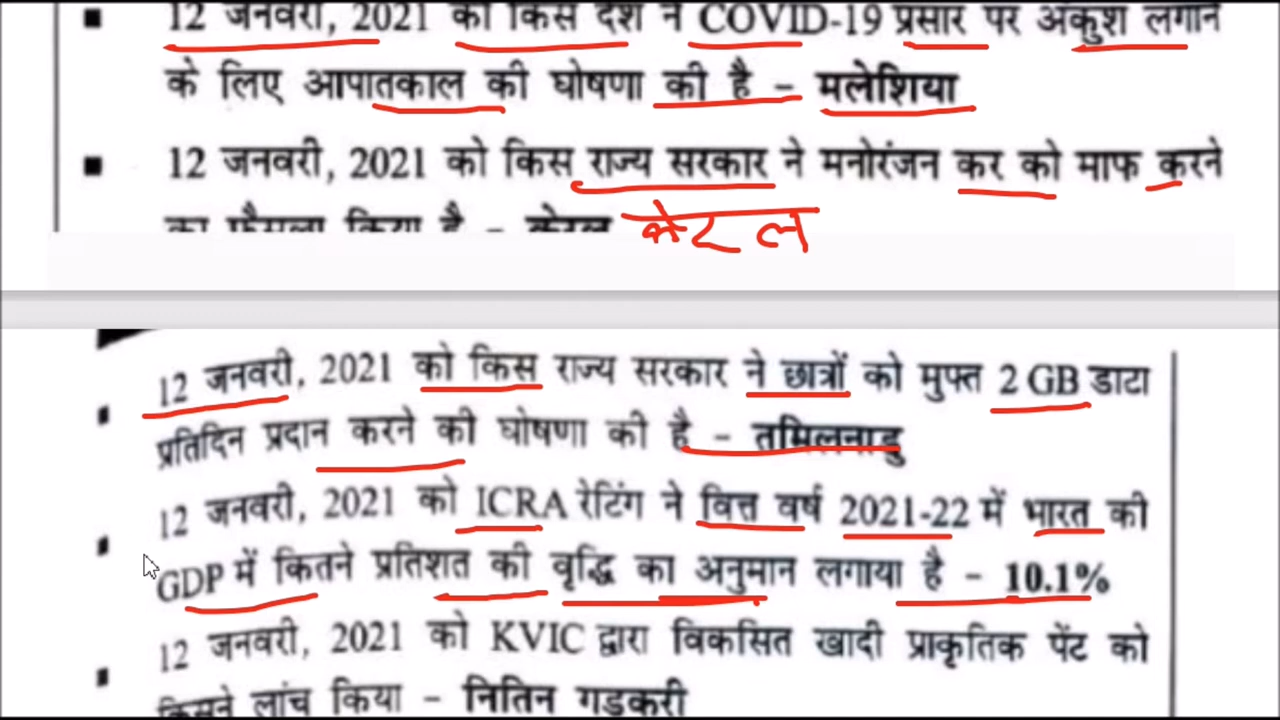 12 जनवरी, 2021 को किस देश ने COVID-19 प्रसार पर अंकुश लगाने
के लिए आपातकाल की घोषणा की है – मलेशिया
12 जनवरी, 2021 को किस राज्य सरकार ने मनोरंजन कर को माफ करने
का फैसला किया है – केरल केरल
12 जनवरी, 2021 को किस राज्य सरकार ने छात्रों को मुफ्त 2 GB डाटा
प्रतिदिन प्रदान करने की घोषणा की है – तमिलनाडु
12 जनवरी, 2021 को ICRA रेटिंग ने वित्त वर्ष 2021-22 में भारत की
GDP में कितने प्रतिशत की वृद्धि का अनुमान लगाया है – 10.1%
12 जनवरी, 2021 को KVIC द्वारा विकसित खादी प्राकृतिक पेंट को
किसने लांच किया – नितिन गडकरी